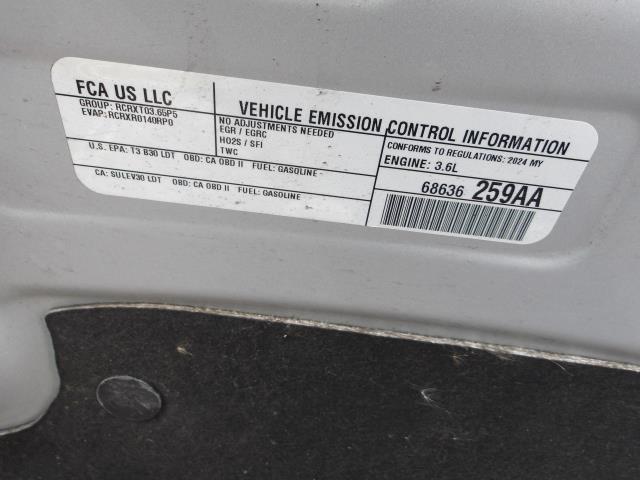 FCA US LLC
GROUP: RCRXT03.65P5
EVAP: RCRXR0140RP0
VEHICLE EMISSION CONTROL INFORMATION
NO ADJUSTMENTS NEEDED
EGR / EGRC
HO2S / SFI
TWC
CONFORMS TO REGULATIONS: 2024 MY
ENGINE: 3.6L
U.S. EPA: T3 B30 LDT OBD: CA OBD II FUEL: GASOLINE
CA: SULEV30 LDT OBD: CA OBD II FUEL: GASOLINE
68636 259AA